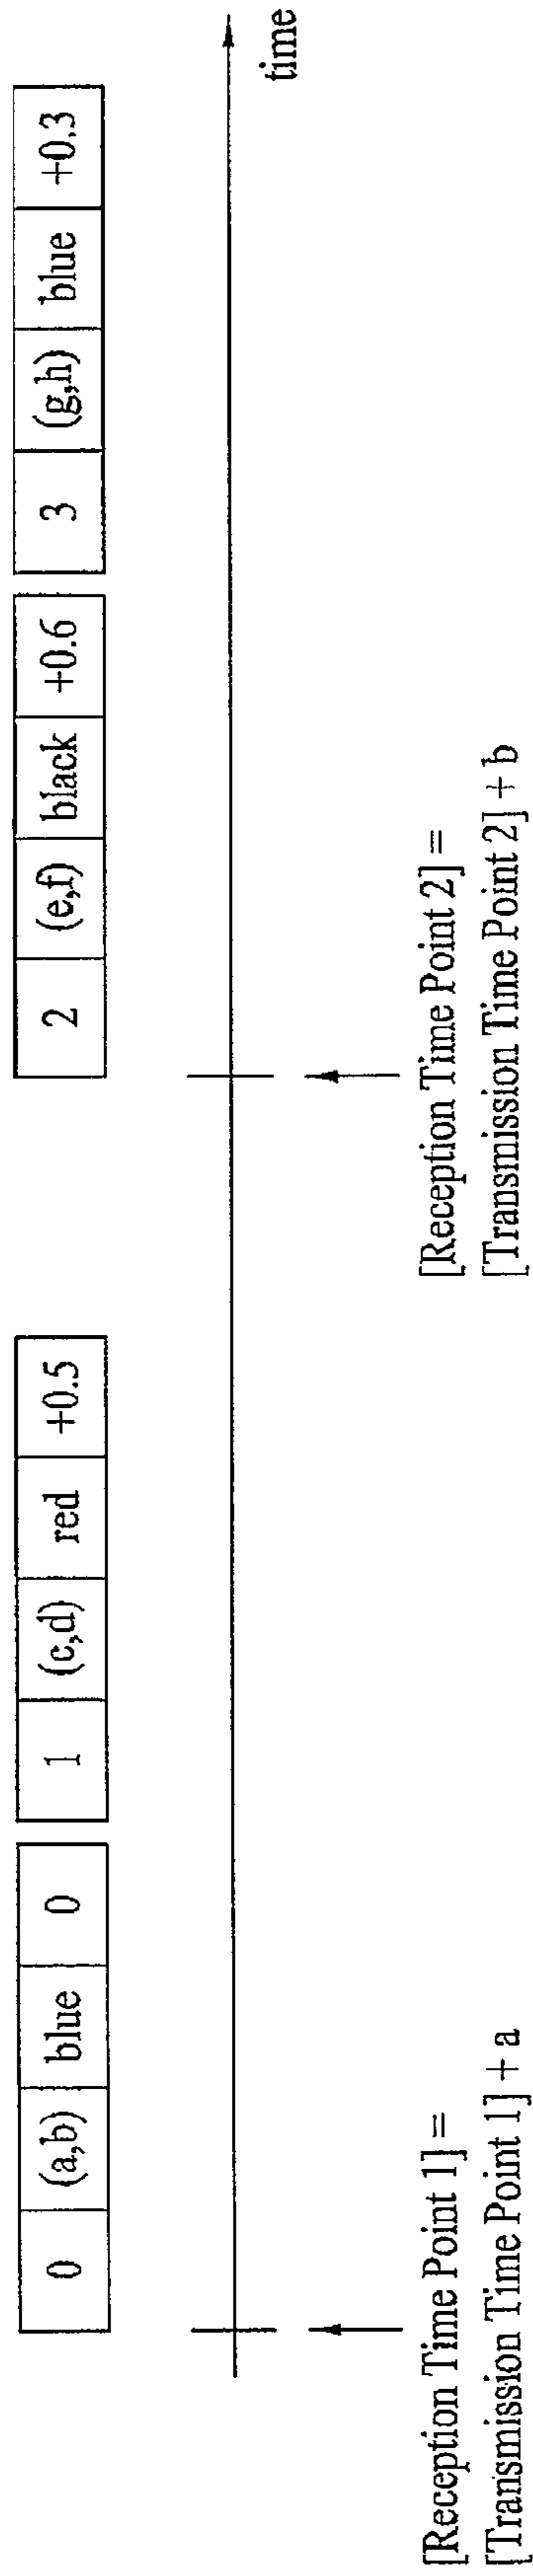 0 (a,b) blue 0
1 (c,d) red +0.5
2 (e,f) black +0.6
3 (g,h) blue +0.3
time
[Reception Time Point 1] =
[Transmission Time Point 1] + a
[Reception Time Point 2] =
[Transmission Time Point 2] + b